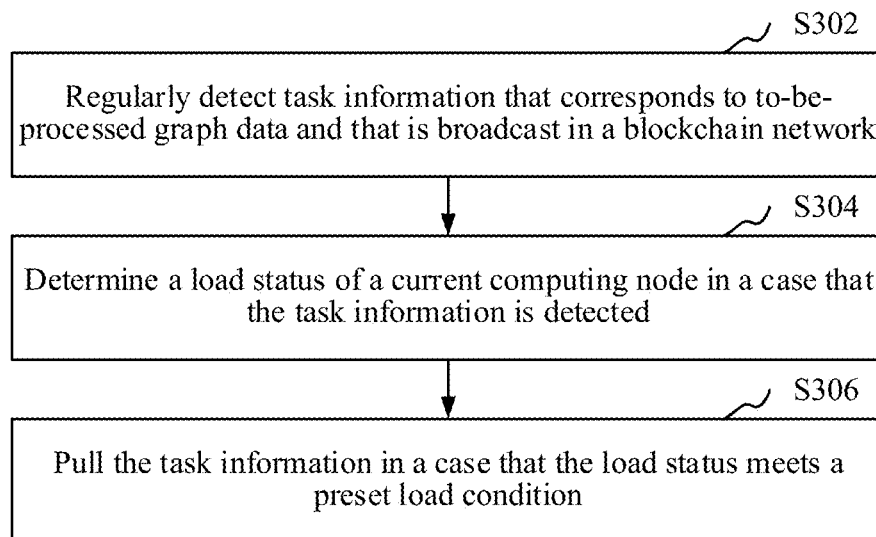 S302
Regularly detect task information that corresponds to to-be-
processed graph data and that is broadcast in a blockchain network
S304
Determine a load status of a current computing node in a case that
the task information is detected
S306
Pull the task information in a case that the load status meets a
preset load condition